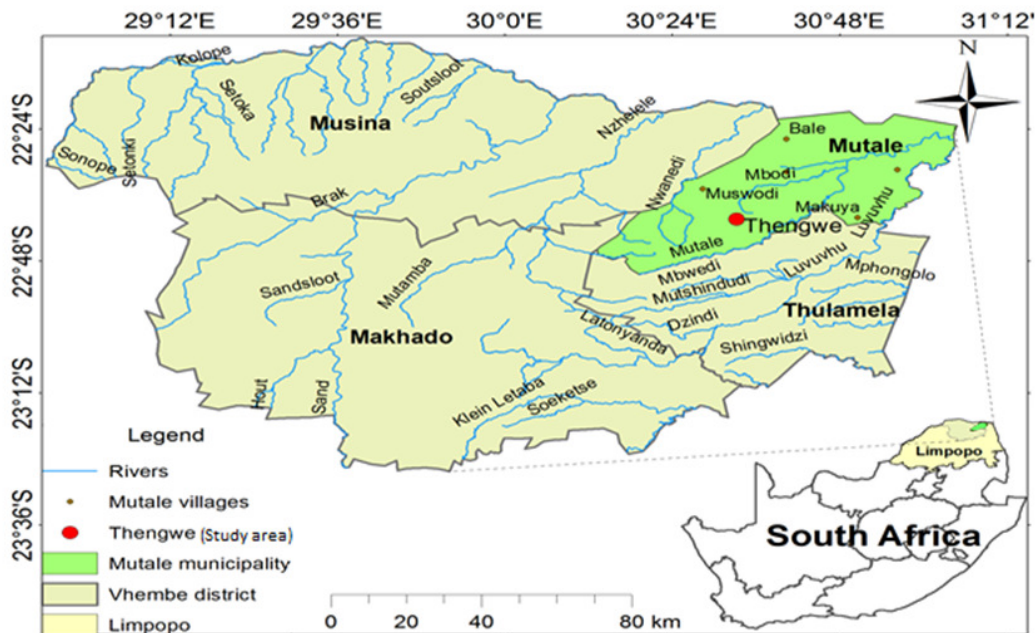 29°12'E 29°36'E 30°0'E 30°24'E 30°48'E 31°12'E
N
22°24'S
22°48'S
23°12'S
23°36'S
Kolope
Setoka
Soutsloot
Musina
Nzhelele
Bale
Mutale
Sonope
Setonki
Nwanedi
Mbodi
Muswodi
Brak
Makuya
Luvuvhu
Thengwe
Mutale
Mbwedi
Luvuvhu
Mphongolo
Sandsloot
Mutamba
Mutshindudi
Dzindi
Thulamela
Makhado
Latonyanda
Shingwidzi
Hout
Sand
Klein Letaba
Soeketse
Legend
Rivers
Mutale villages
Thengwe (Study area)
Mutale municipality
Vhembe district
Limpopo
0 20 40 80 km
Limpopo
South Africa